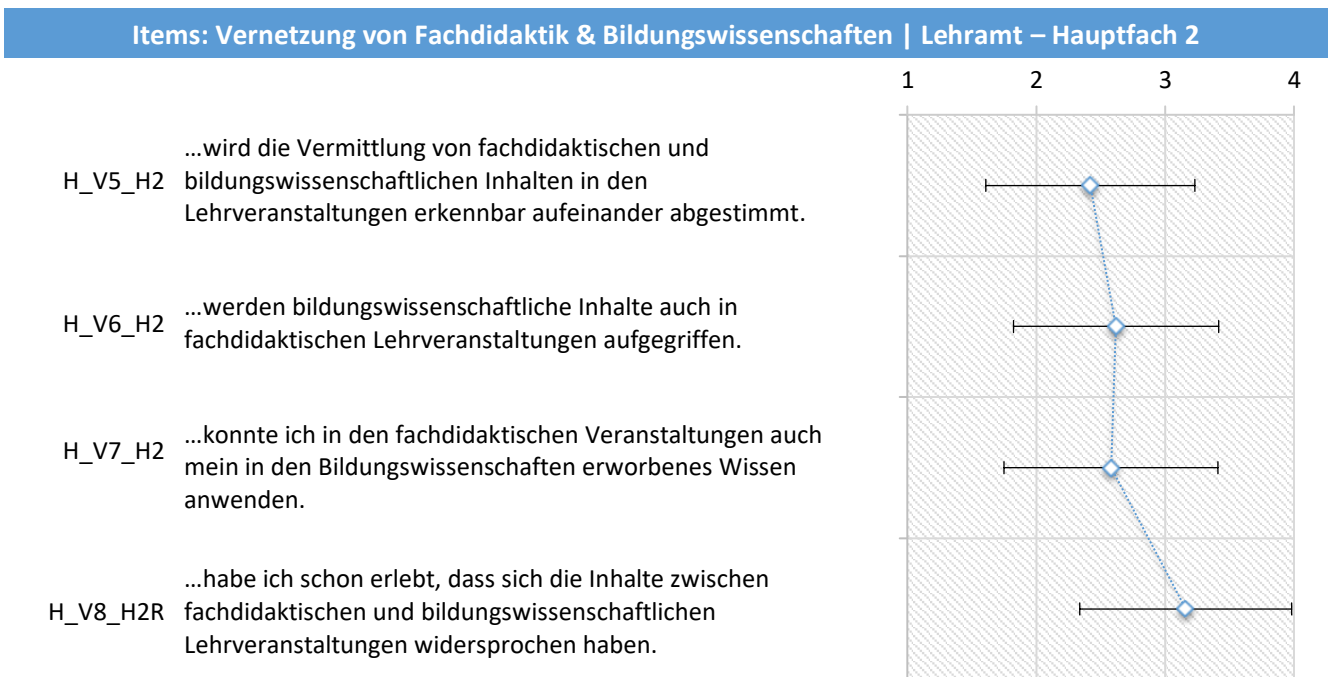 Items: Vernetzung von Fachdidaktik & Bildungswissenschaften | Lehramt – Hauptfach 2
1 2 3 4
H_V5_H2
…wird die Vermittlung von fachdidaktischen und
bildungswissenschaftlichen Inhalten in den
Lehrveranstaltungen erkennbar aufeinander abgestimmt.
H_V6_H2
…werden bildungswissenschaftliche Inhalte auch in
fachdidaktischen Lehrveranstaltungen aufgegriffen.
H_V7_H2
…konnte ich in den fachdidaktischen Veranstaltungen auch
mein in den Bildungswissenschaften erworbenes Wissen
anwenden.
H_V8_H2R
…habe ich schon erlebt, dass sich die Inhalte zwischen
fachdidaktischen und bildungswissenschaftlichen
Lehrveranstaltungen widersprochen haben.